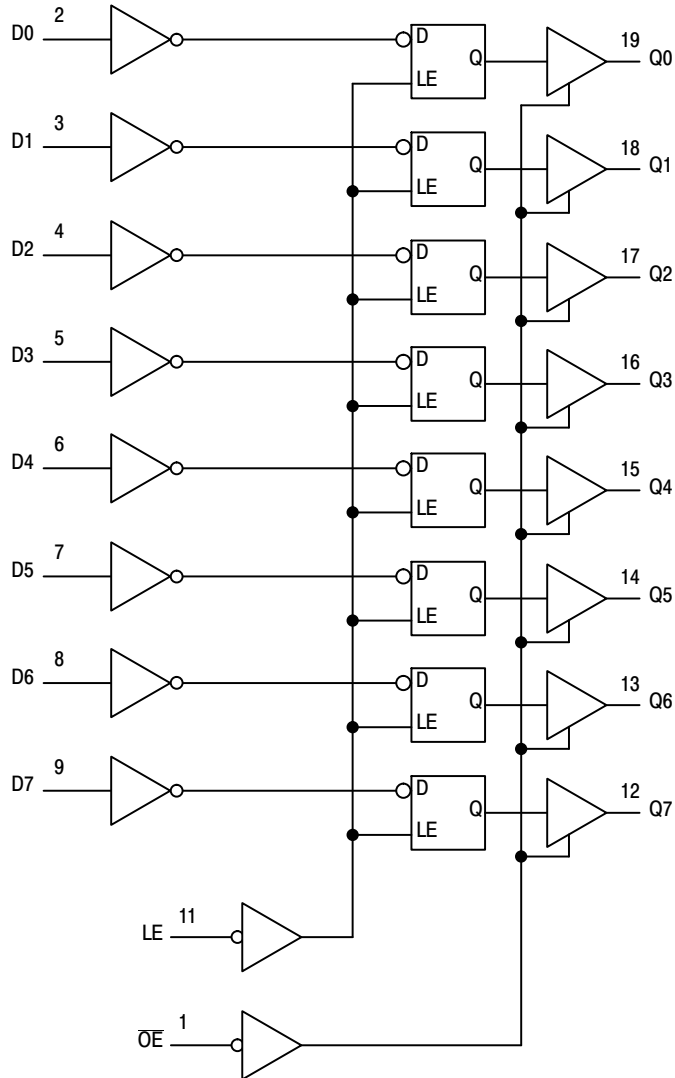 D0 2 D Q LE 19 Q0
D1 3 D Q LE 18 Q1
D2 4 D Q LE 17 Q2
D3 5 D Q LE 16 Q3
D4 6 D Q LE 15 Q4
D5 7 D Q LE 14 Q5
D6 8 D Q LE 13 Q6
D7 9 D Q LE 12 Q7
LE 11
O̅E̅ 1